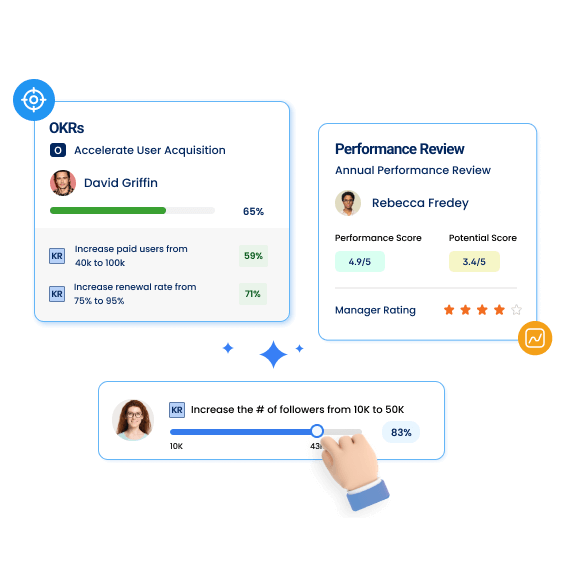 OKRs
O Accelerate User Acquisition
David Griffin
65%
KR Increase paid users from
40k to 100k
59%
KR Increase renewal rate from
75% to 95%
71%
Performance Review
Annual Performance Review
Rebecca Fredey
Performance Score Potential Score
4.9/5 3.4/5
Manager Rating
KR Increase the # of followers from 10K to 50K
83%
10K